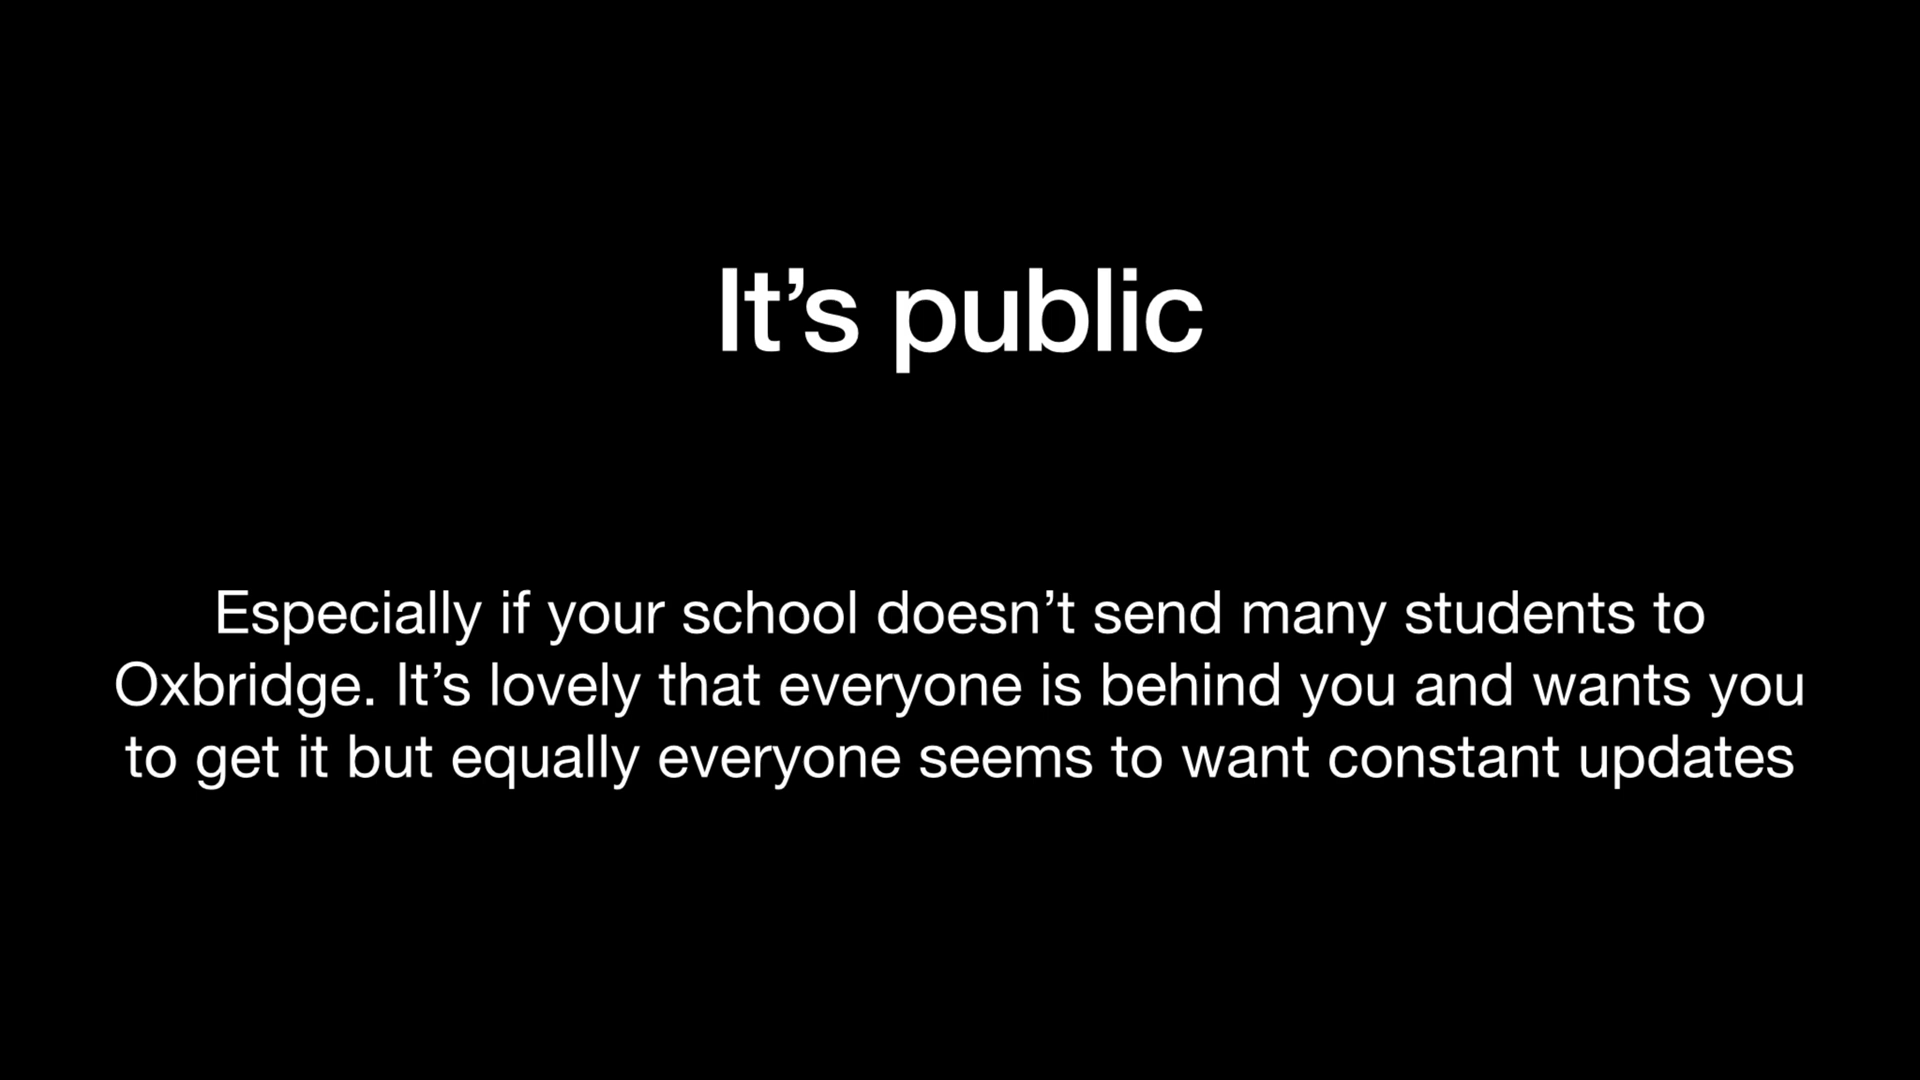 It’s public
Especially if your school doesn’t send many students to
Oxbridge. It’s lovely that everyone is behind you and wants you
to get it but equally everyone seems to want constant updates